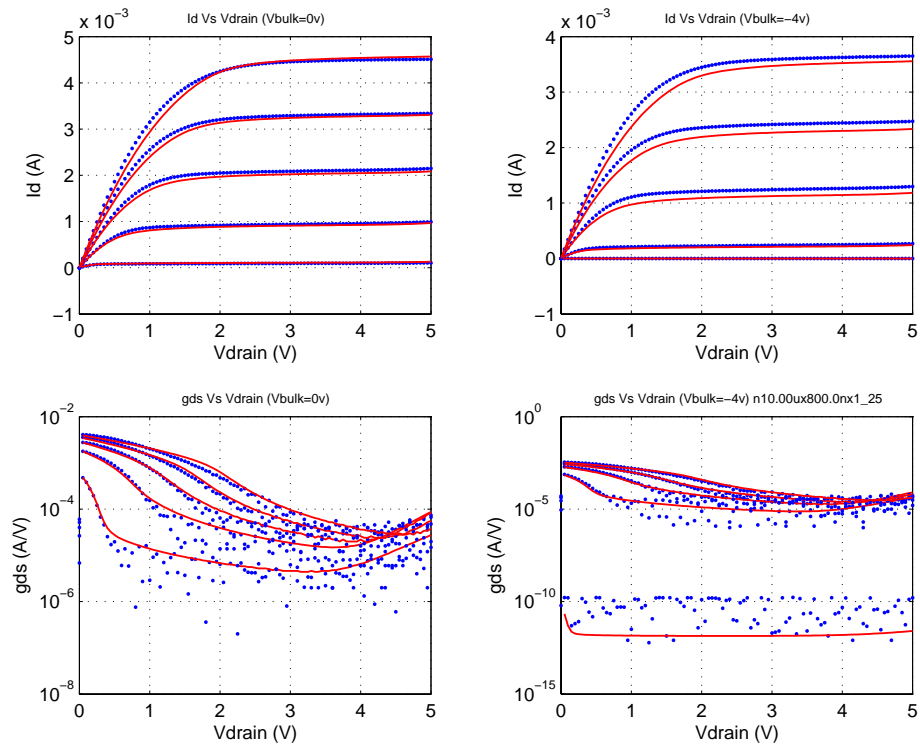 Id Vs Vdrain (Vbulk=0v)
x 10−3
5
4
3
2
1
0
−1
Id (A)
0 1 2 3 4 5
Vdrain (V)
Id Vs Vdrain (Vbulk=−4v)
x 10−3
4
3
2
1
0
−1
Id (A)
0 1 2 3 4 5
Vdrain (V)
gds Vs Vdrain (Vbulk=0v)
10−2
10−4
10−6
10−8
gds (A/V)
0 1 2 3 4 5
Vdrain (V)
gds Vs Vdrain (Vbulk=−4v) n10.00ux800.0nx1_25
100
10−5
10−10
10−15
gds (A/V)
0 1 2 3 4 5
Vdrain (V)